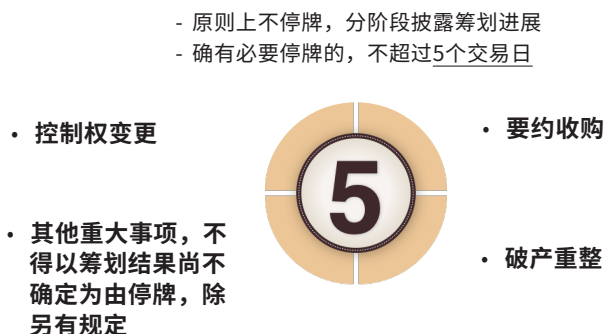 - 原则上不停牌，分阶段披露筹划进展
- 确有必要停牌的，不超过5个交易日
• 控制权变更
• 要约收购
5
• 其他重大事项，不
得以筹划结果尚不
确定为由停牌，除
另有规定
• 破产重整